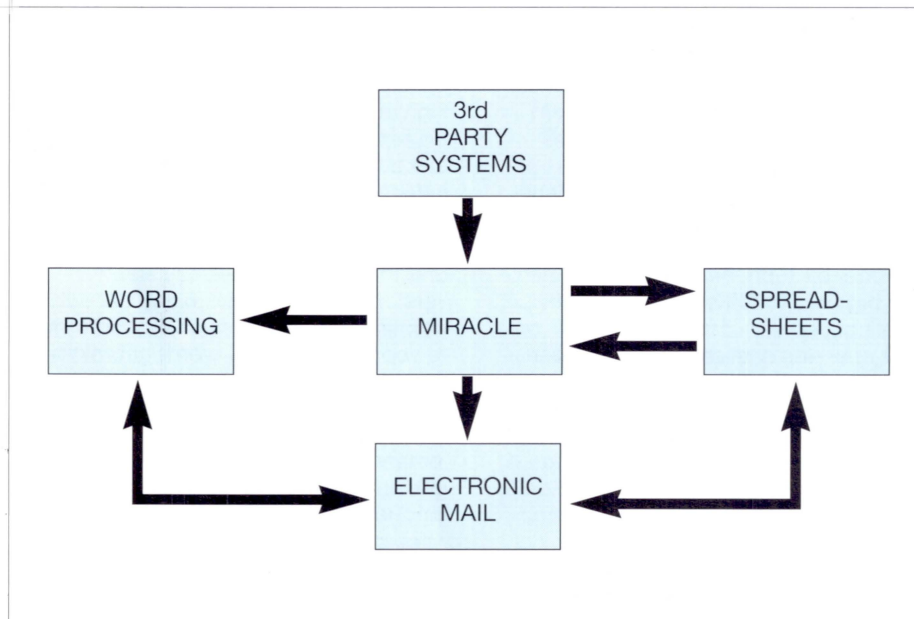 3rd
PARTY
SYSTEMS
WORD
PROCESSING
MIRACLE
SPREAD-
SHEETS
ELECTRONIC
MAIL